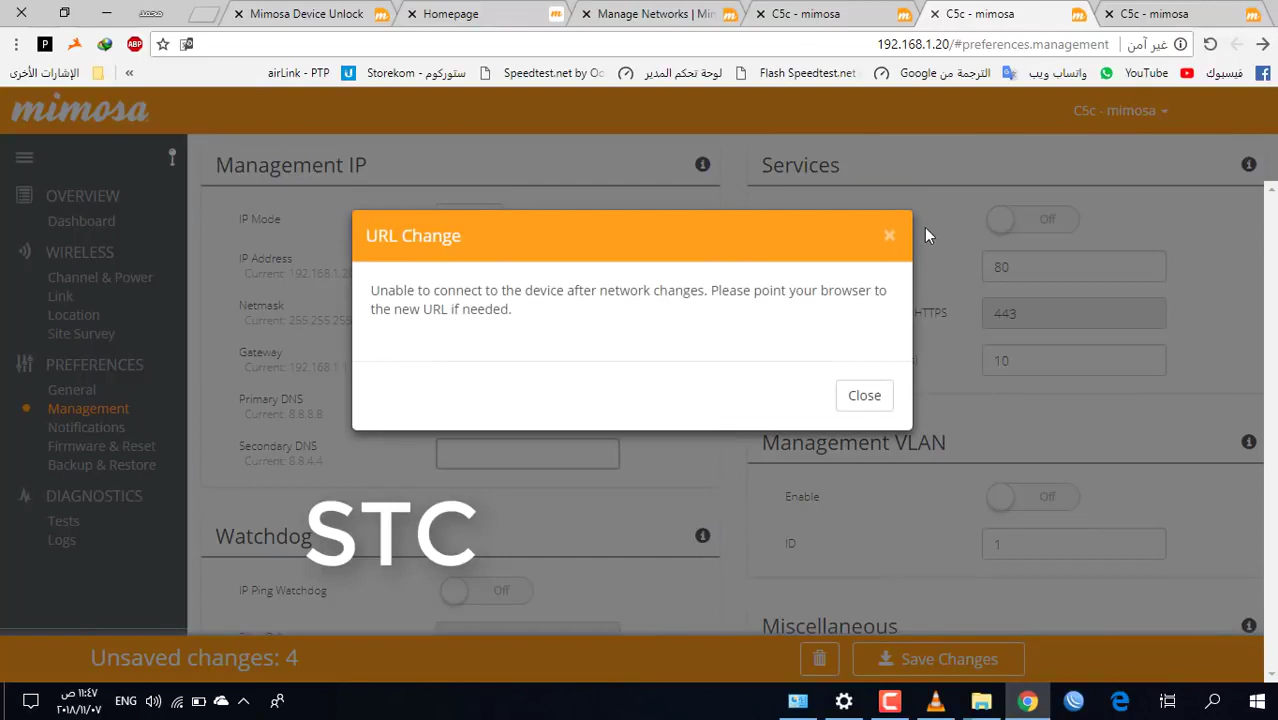 محمد
Mimosa Device Unlock
Homepage
Manage Networks | Mim
C5c - mimosa
C5c - mimosa
C5c - mimosa
192.168.1.20/#preferences.management
غير آمن
الإشارات الأخرى
»
airLink - PTP
ستوركوم - Storekom
Speedtest.net by Oo
لوحة تحكم المدير
Flash Speedtest.net
الترجمة من Google
واتساب ويب
YouTube
فيسبوك
mimosa
C5c - mimosa
OVERVIEW
Dashboard
WIRELESS
Channel & Power
Link
Location
Site Survey
PREFERENCES
General
Management
Notifications
Firmware & Reset
Backup & Restore
DIAGNOSTICS
Tests
Logs
Management IP
IP Mode
IP Address
Current: 192.168.1.20
Netmask
Current: 255.255.255
Gateway
Current: 192.168.1.1
Primary DNS
Current: 8.8.8.8
Secondary DNS
Current: 8.8.4.4
Watchdog
IP Ping Watchdog
Off
Services
Off
80
HTTPS
443
10
Management VLAN
Enable
Off
ID
1
Miscellaneous
URL Change
×
Unable to connect to the device after network changes. Please point your browser to
the new URL if needed.
Close
STC
Unsaved changes: 4
Save Changes
ENG
١١:٤٧ ص
٢٠١٨/١١/٠٧